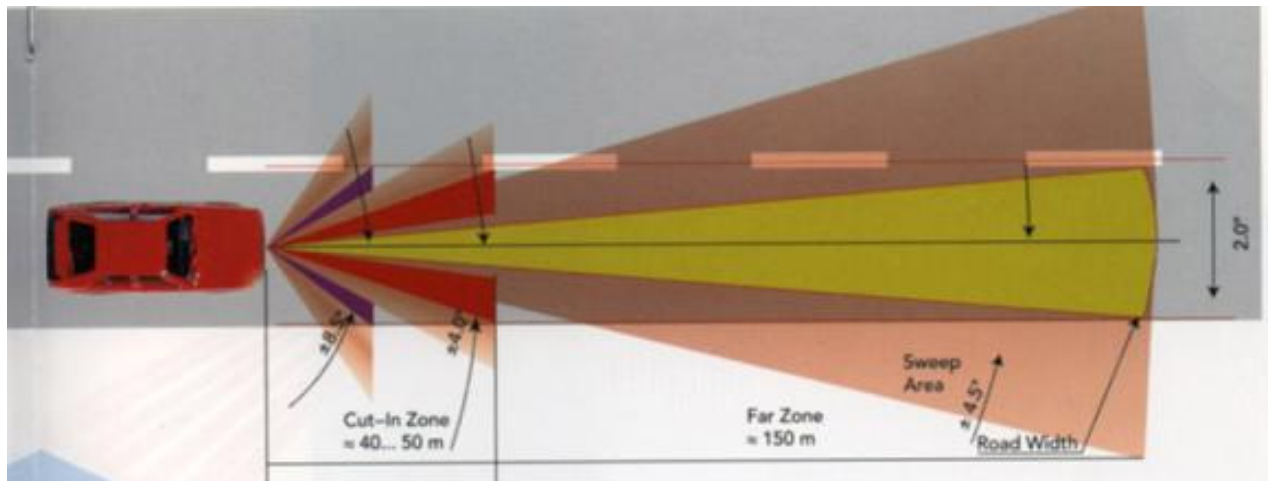 ±8.5°
±4.0°
Cut–In Zone
≈ 40... 50 m
Far Zone
≈ 150 m
Sweep
Area
± 4.5°
Road Width
2.0°